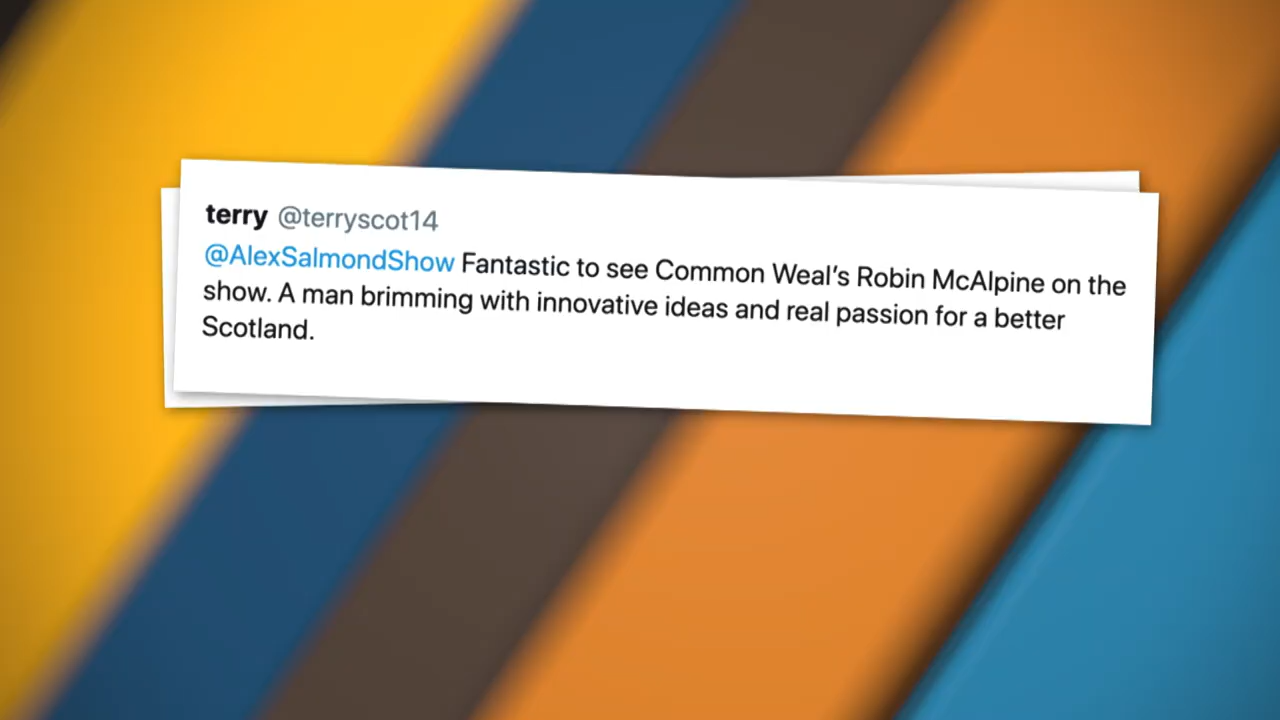 terry @terryscot14
@AlexSalmondShow Fantastic to see Common Weal's Robin McAlpine on the
show. A man brimming with innovative ideas and real passion for a better
Scotland.